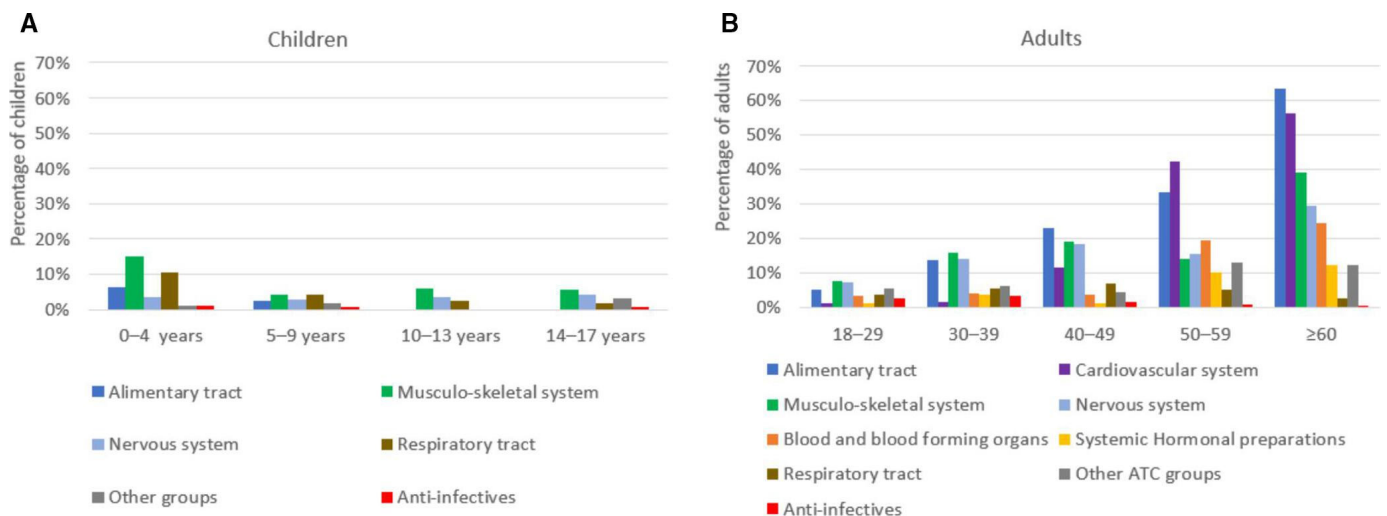 A
Children
Percentage of children
70%
60%
50%
40%
30%
20%
10%
0%
0–4 years 5–9 years 10–13 years 14–17 years
Alimentary tract Musculo-skeletal system
Nervous system Respiratory tract
Other groups Anti-infectives
B
Adults
Percentage of adults
70%
60%
50%
40%
30%
20%
10%
0%
18–29 30–39 40–49 50–59 ≥60
Alimentary tract Cardiovascular system
Musculo-skeletal system Nervous system
Blood and blood forming organs Systemic Hormonal preparations
Respiratory tract Other ATC groups
Anti-infectives